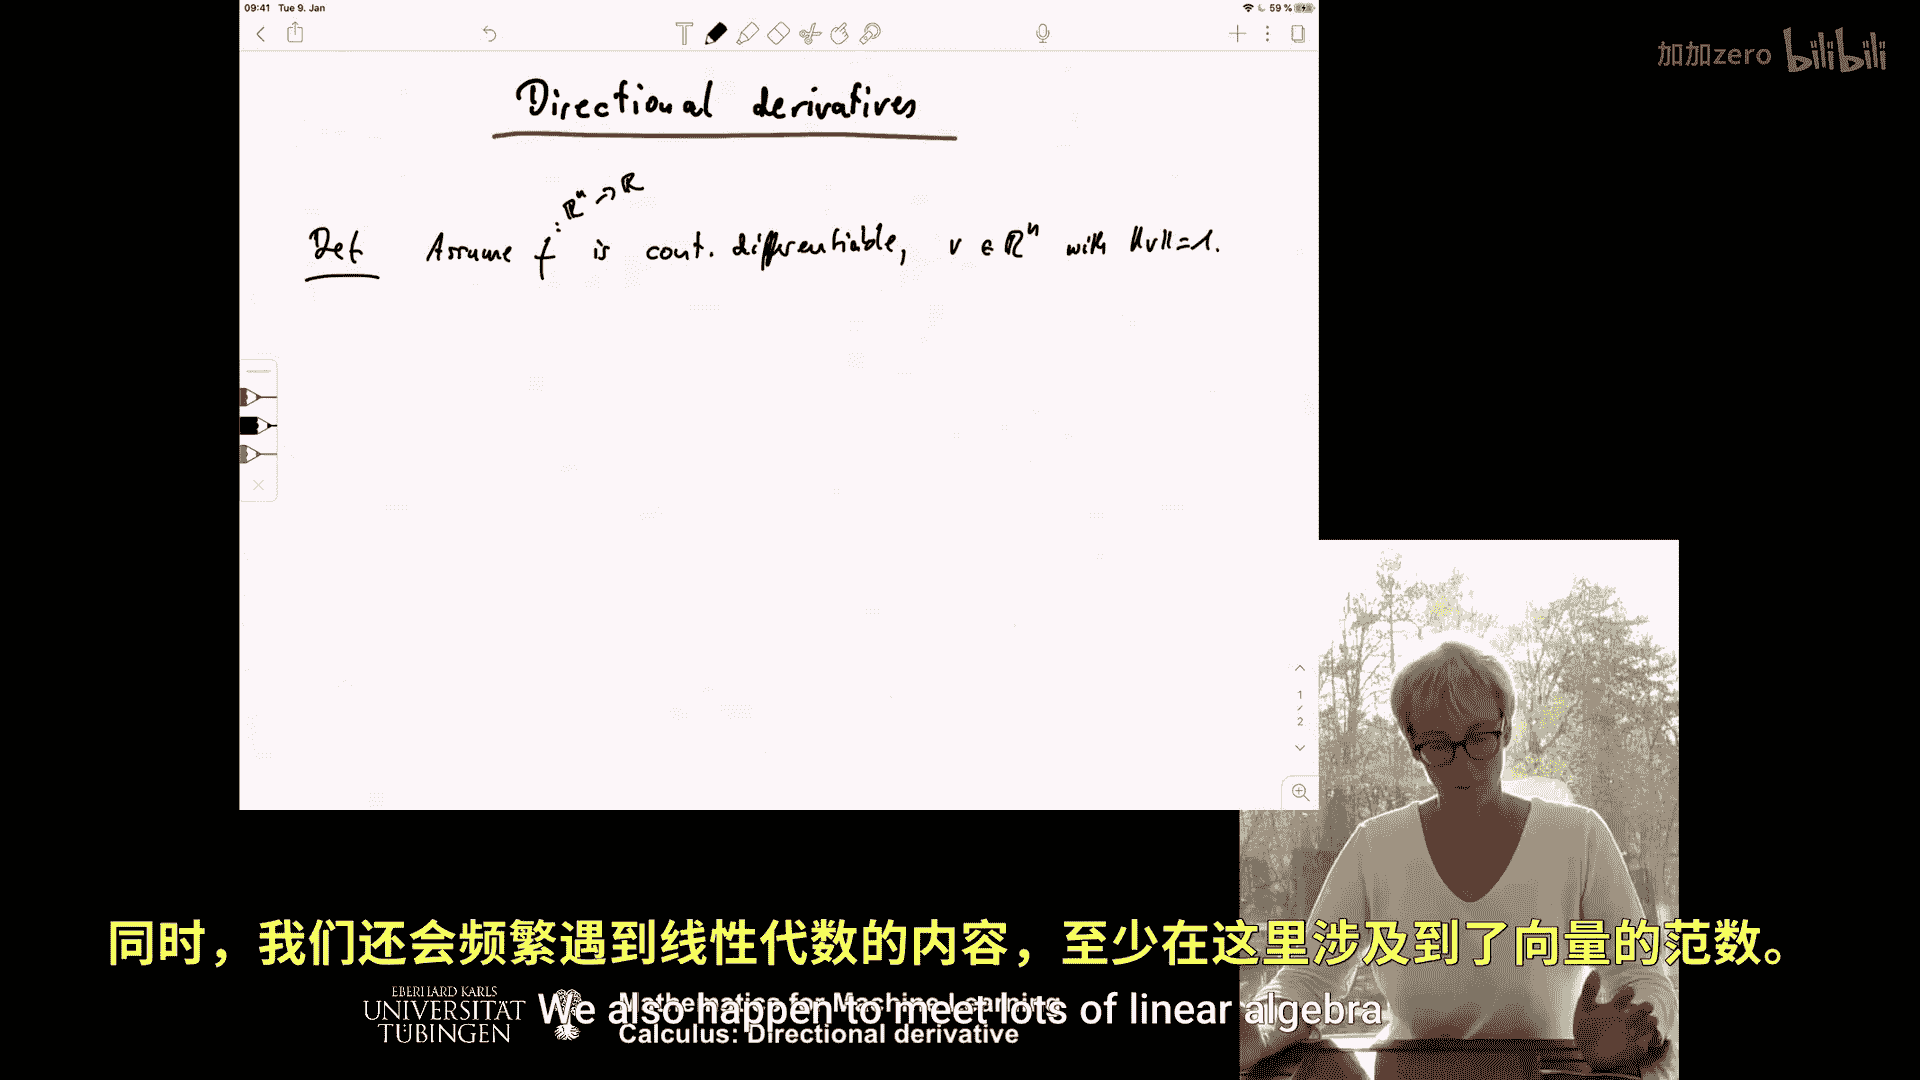 09:41 Tue 9. Jan
59 %
加加zero bilibili
Directional derivatives
: ℝⁿ → ℝ
Def Assume f is cont. differentiable, v ∈ ℝⁿ with ‖v‖=1.
1
/
2
同时，我们还会频繁遇到线性代数的内容，至少在这里涉及到了向量的范数。
EBERHARD KARLS
UNIVERSITÄT
TÜBINGEN
Mathematics for Machine Learning
We also happen to meet lots of linear algebra
Calculus: Directional derivative